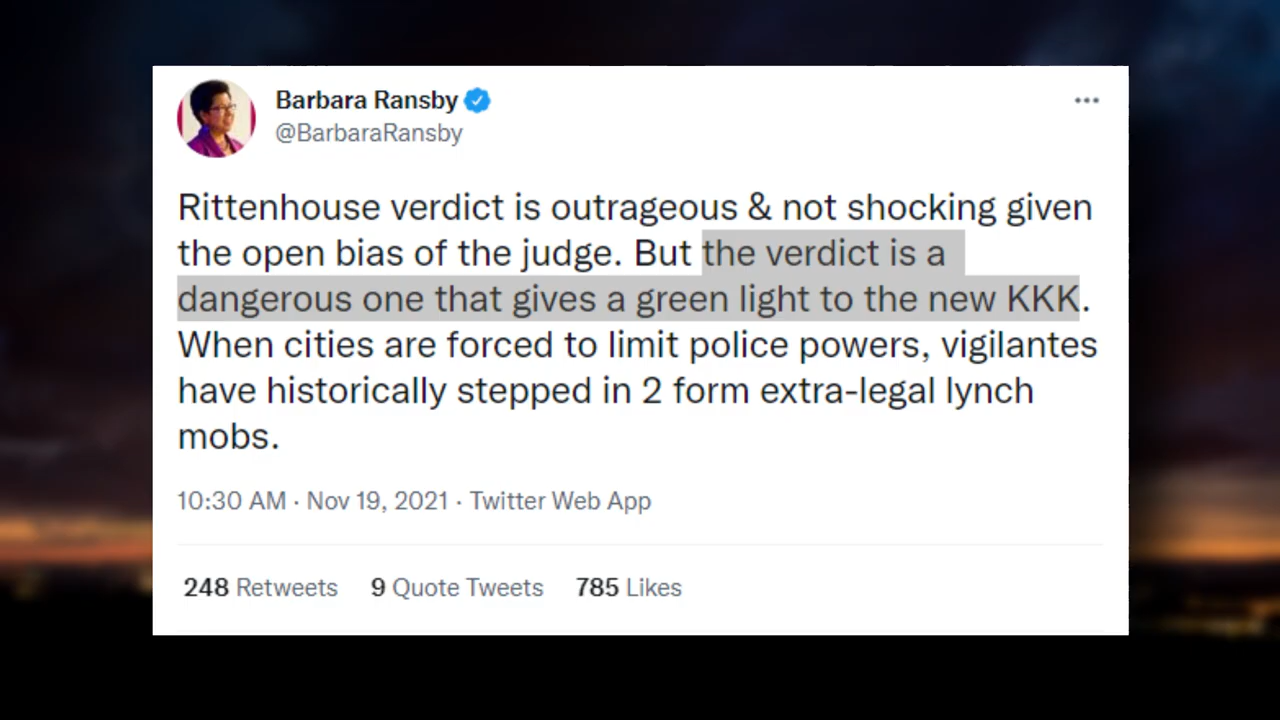 Barbara Ransby
@BarbaraRansby
Rittenhouse verdict is outrageous & not shocking given
the open bias of the judge. But the verdict is a
dangerous one that gives a green light to the new KKK.
When cities are forced to limit police powers, vigilantes
have historically stepped in 2 form extra-legal lynch
mobs.
10:30 AM · Nov 19, 2021 · Twitter Web App
248 Retweets 9 Quote Tweets 785 Likes